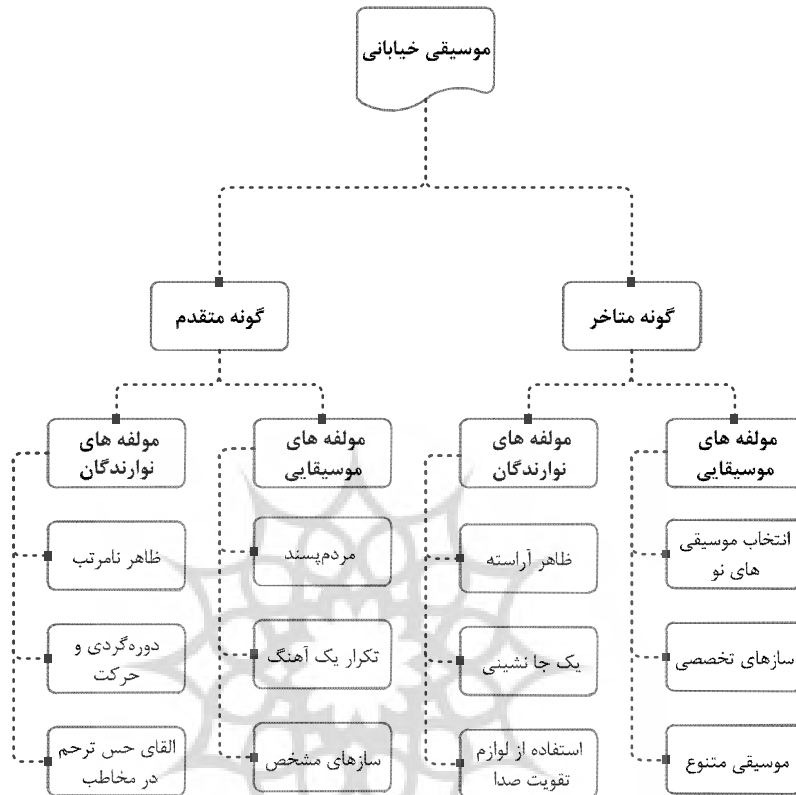 موسیقی خیابانی
گونه متاخر
گونه متقدم
مولفه های
موسیقایی
مولفه های
نوارندگان
مولفه های
موسیقایی
مولفه های
نوارندگان
انتخاب موسیقی
های نو
ظاهر آراسته
مردم‌پسند
ظاهر نامرتب
سازهای تخصصی
یک جا نشینی
تکرار یک آهنگ
دوره‌گردی و
حرکت
موسیقی متنوع
استفاده از لوازم
تقویت صدا
سازهای مشخص
القای حس ترحم
در مخاطب